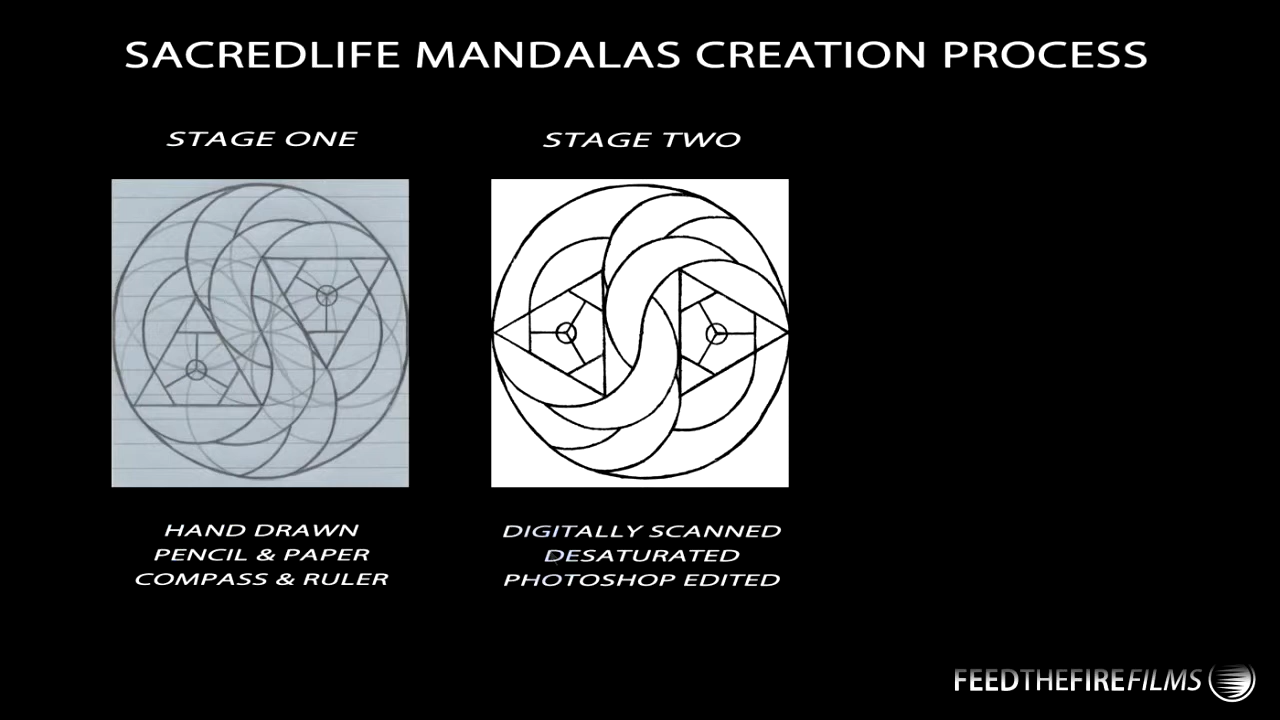 SACREDLIFE MANDALAS CREATION PROCESS
STAGE ONE
HAND DRAWN
PENCIL & PAPER
COMPASS & RULER
STAGE TWO
DIGITALLY SCANNED
DESATURATED
PHOTOSHOP EDITED
FEEDTHEFIREFILMS